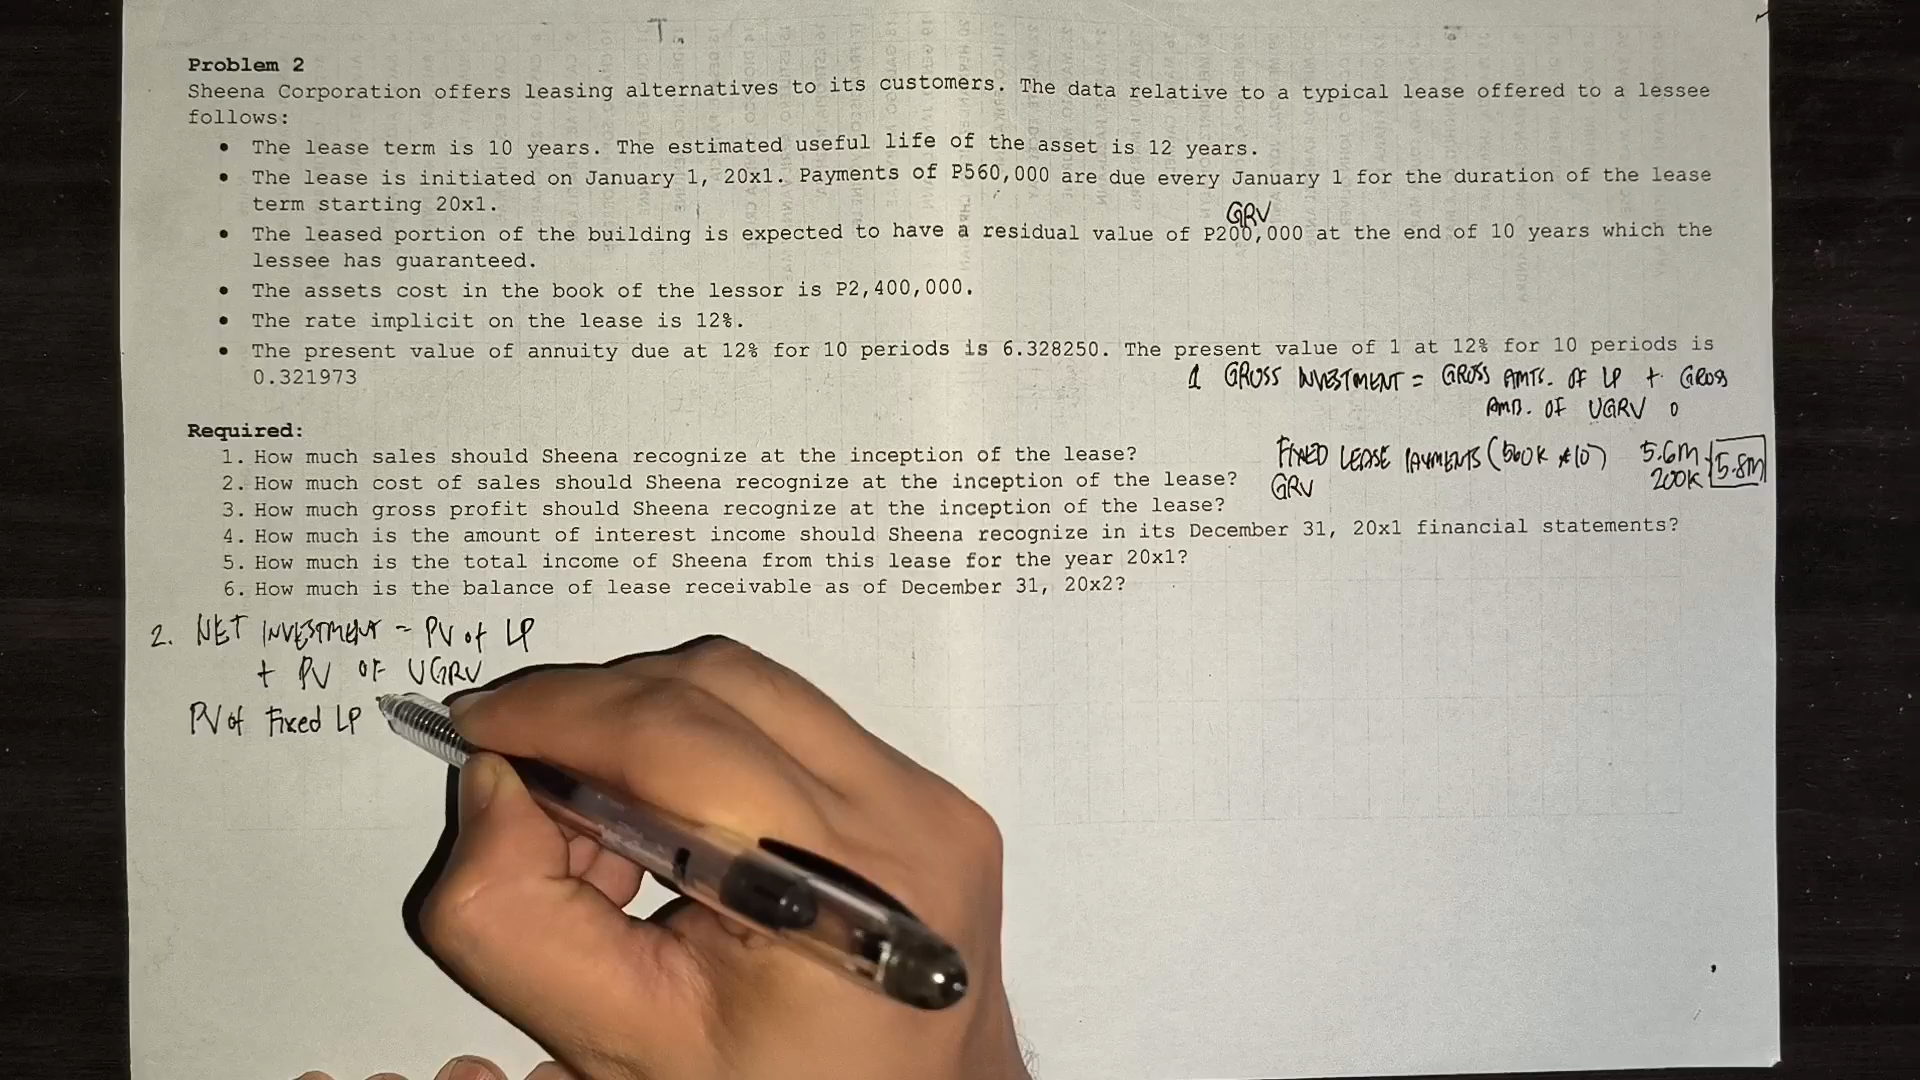 Problem 2
Sheena Corporation offers leasing alternatives to its customers. The data relative to a typical lease offered to a lessee
follows:
• The lease term is 10 years. The estimated useful life of the asset is 12 years.
• The lease is initiated on January 1, 20x1. Payments of P560,000 are due every January 1 for the duration of the lease
term starting 20x1.
GRV
• The leased portion of the building is expected to have a residual value of P200,000 at the end of 10 years which the
lessee has guaranteed.
• The assets cost in the book of the lessor is P2,400,000.
• The rate implicit on the lease is 12%.
• The present value of annuity due at 12% for 10 periods is 6.328250. The present value of 1 at 12% for 10 periods is
0.321973
1 GROSS INVESTMENT = GROSS AMTS. OF LP + GROSS
AMT. OF UGRV 0
Required:
1. How much sales should Sheena recognize at the inception of the lease?
2. How much cost of sales should Sheena recognize at the inception of the lease?
3. How much gross profit should Sheena recognize at the inception of the lease?
4. How much is the amount of interest income should Sheena recognize in its December 31, 20x1 financial statements?
5. How much is the total income of Sheena from this lease for the year 20x1?
6. How much is the balance of lease receivable as of December 31, 20x2?
FIXED LEASE PAYMENTS (560K *10) 5.6m
GRV 200K 5.8m
2. NET INVESTMENT = PV of LP
+ PV OF UGRV
PV of Fixed LP